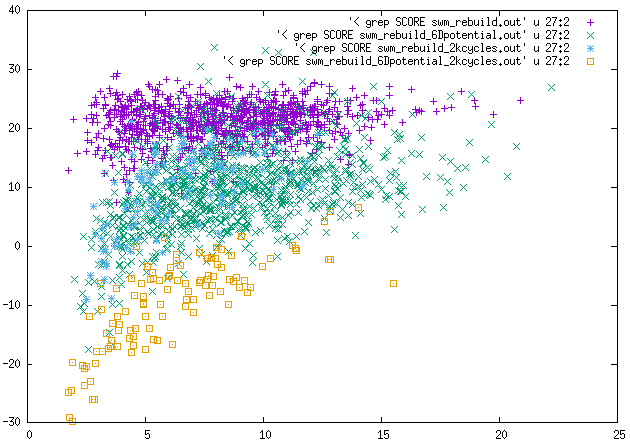 40
30
20
10
0
-10
-20
-30
0 5 10 15 20 25
'< grep SCORE swm_rebuild.out' u 27:2
'< grep SCORE swm_rebuild_6Dpotential.out' u 27:2
'< grep SCORE swm_rebuild_2kcycles.out' u 27:2
'< grep SCORE swm_rebuild_6Dpotential_2kcycles.out' u 27:2